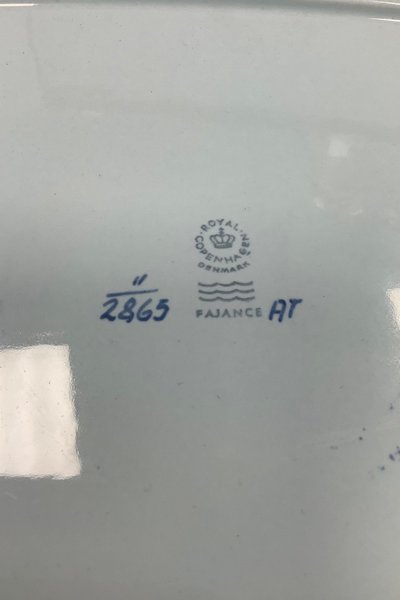 ROYAL
COPENHAGEN
DENMARK
11
2865
FAJANCE AT